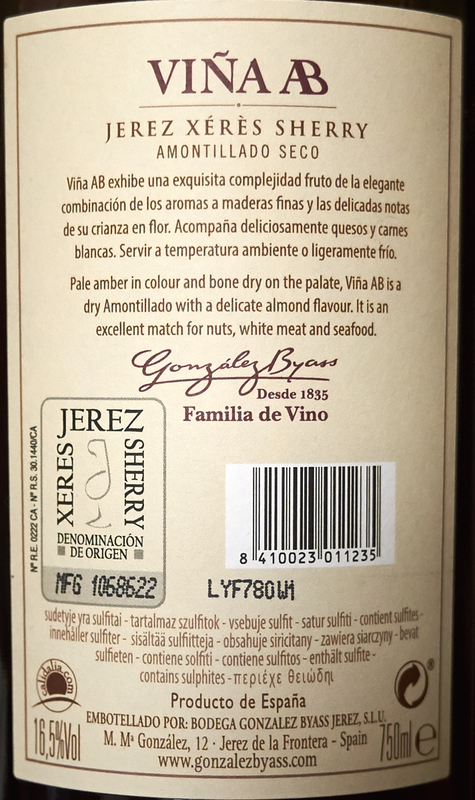 VIÑA AB
JEREZ XÉRÈS SHERRY
AMONTILLADO SECO
Viña AB exhibe una exquisita complejidad fruto de la elegante
combinación de los aromas a maderas finas y las delicadas notas
de su crianza en flor. Acompaña deliciosamente quesos y carnes
blancas. Servir a temperatura ambiente o ligeramente frío.
Pale amber in colour and bone dry on the palate, Viña AB is a
dry Amontillado with a delicate almond flavour. It is an
excellent match for nuts, white meat and seafood.
González Byass
Desde 1835
Familia de Vino
Nº R.E. 0222 CA - Nº R.S. 30.1440/CA
JEREZ
XERES
SHERRY
DENOMINACIÓN
DE ORIGEN
MFG 1068622
8 410023 011235
LYF780
sudetyje yra sulfitai - tartalmaz szulfitok - vsebuje sulfit - satur sulfiti - contient sulfites -
innehåller sulfiter - sisältää sulfiitteja - obsahuje siricitany - zawiera siarczyny - bevat
sulfieten - contiene solfiti - contiene sulfitos - enthält sulfite -
contains sulphites - περιέχε θειώδηι
calidalia.com
Producto de España
EMBOTELLADO POR: BODEGA GONZALEZ BYASS JEREZ, S.L.U.
16,5%Vol
M. Mª González, 12 · Jerez de la Frontera - Spain
750ml e
www.gonzalezbyass.com